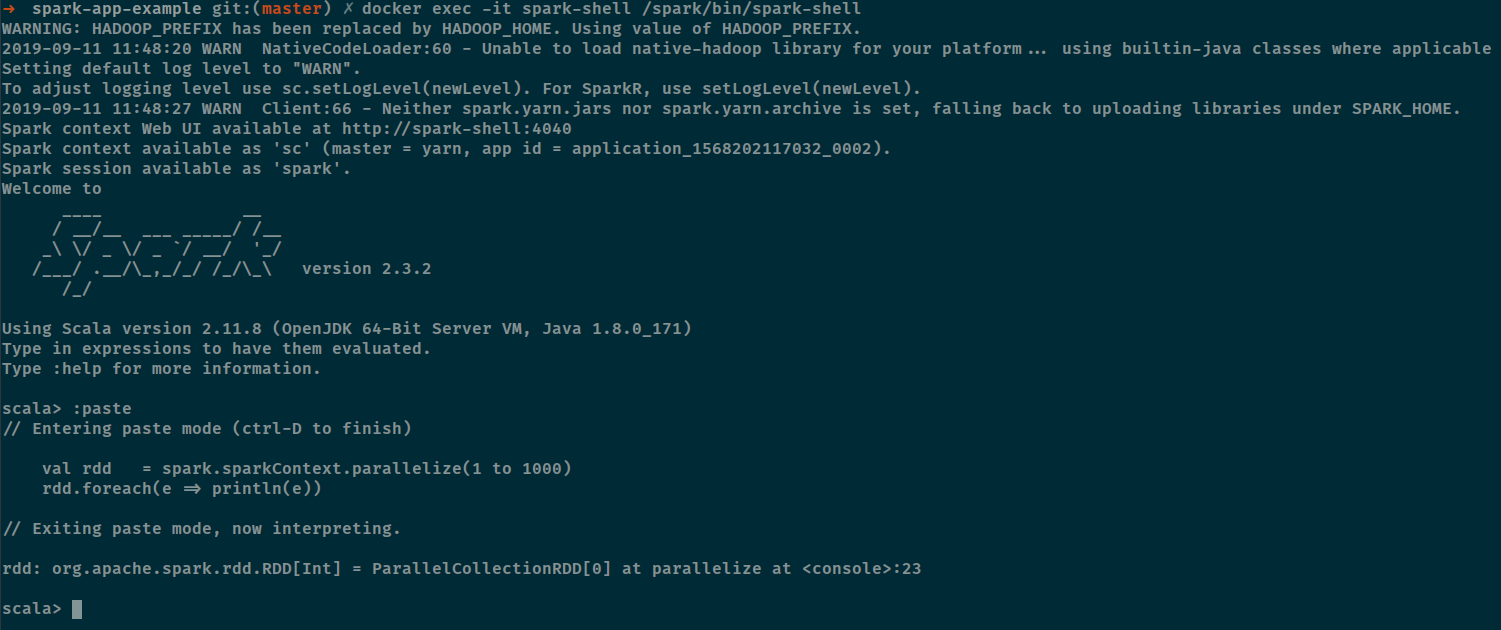 →  spark-app-example git:(master) ✗ docker exec -it spark-shell /spark/bin/spark-shell
WARNING: HADOOP_PREFIX has been replaced by HADOOP_HOME. Using value of HADOOP_PREFIX.
2019-09-11 11:48:20 WARN  NativeCodeLoader:60 - Unable to load native-hadoop library for your platform... using builtin-java classes where applicable
Setting default log level to "WARN".
To adjust logging level use sc.setLogLevel(newLevel). For SparkR, use setLogLevel(newLevel).
2019-09-11 11:48:27 WARN  Client:66 - Neither spark.yarn.jars nor spark.yarn.archive is set, falling back to uploading libraries under SPARK_HOME.
Spark context Web UI available at http://spark-shell:4040
Spark context available as 'sc' (master = yarn, app id = application_1568202117032_0002).
Spark session available as 'spark'.
Welcome to
      ____              __
     / __/__  ___ _____/ /__
    _\ \/ _ \/ _ `/ __/  '_/
   /___/ .__/\_,_/_/ /_/\_\   version 2.3.2
      /_/
Using Scala version 2.11.8 (OpenJDK 64-Bit Server VM, Java 1.8.0_171)
Type in expressions to have them evaluated.
Type :help for more information.
scala> :paste
// Entering paste mode (ctrl-D to finish)
    val rdd   = spark.sparkContext.parallelize(1 to 1000)
    rdd.foreach(e => println(e))
// Exiting paste mode, now interpreting.
rdd: org.apache.spark.rdd.RDD[Int] = ParallelCollectionRDD[0] at parallelize at <console>:23
scala>